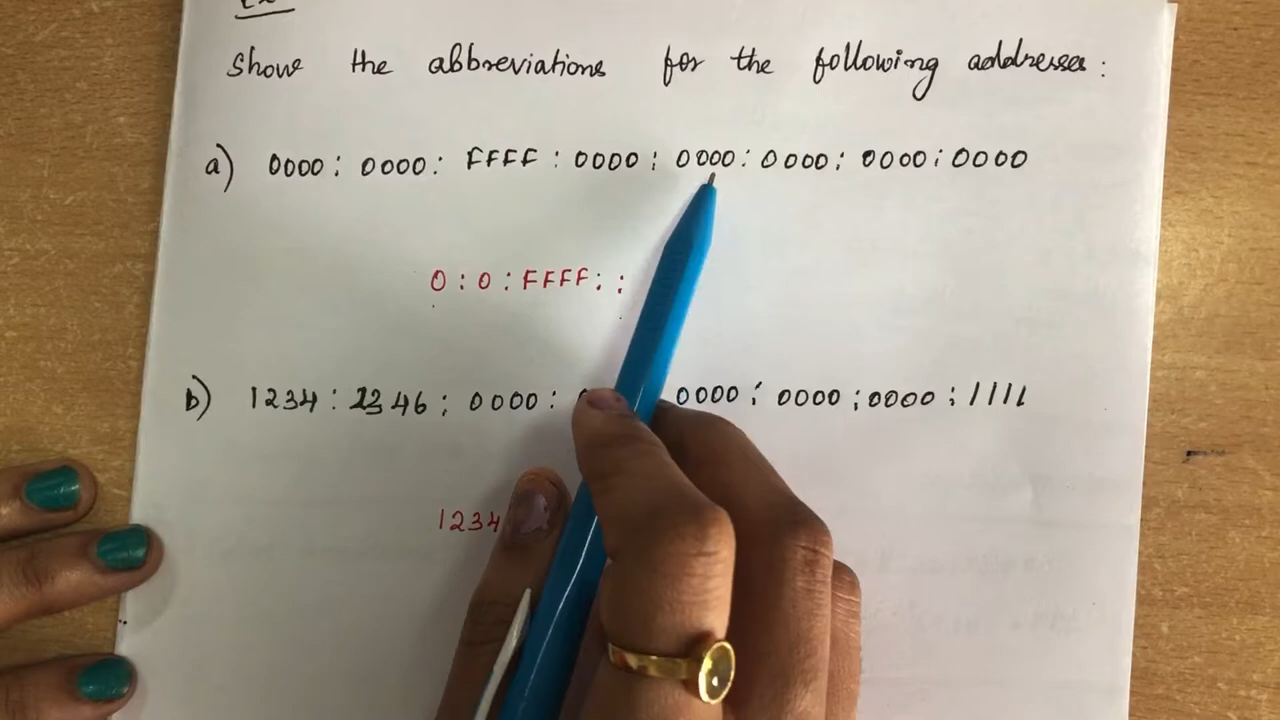 Show the abbreviations for the following addresses :
a) 0000 : 0000 : FFFF : 0000 : 0000 : 0000 : 0000 : 0000
0 : 0 : FFFF : :
b) 1234 : 2346 : 0000 : 0000 : 0000 : 0000 : 1111
1234